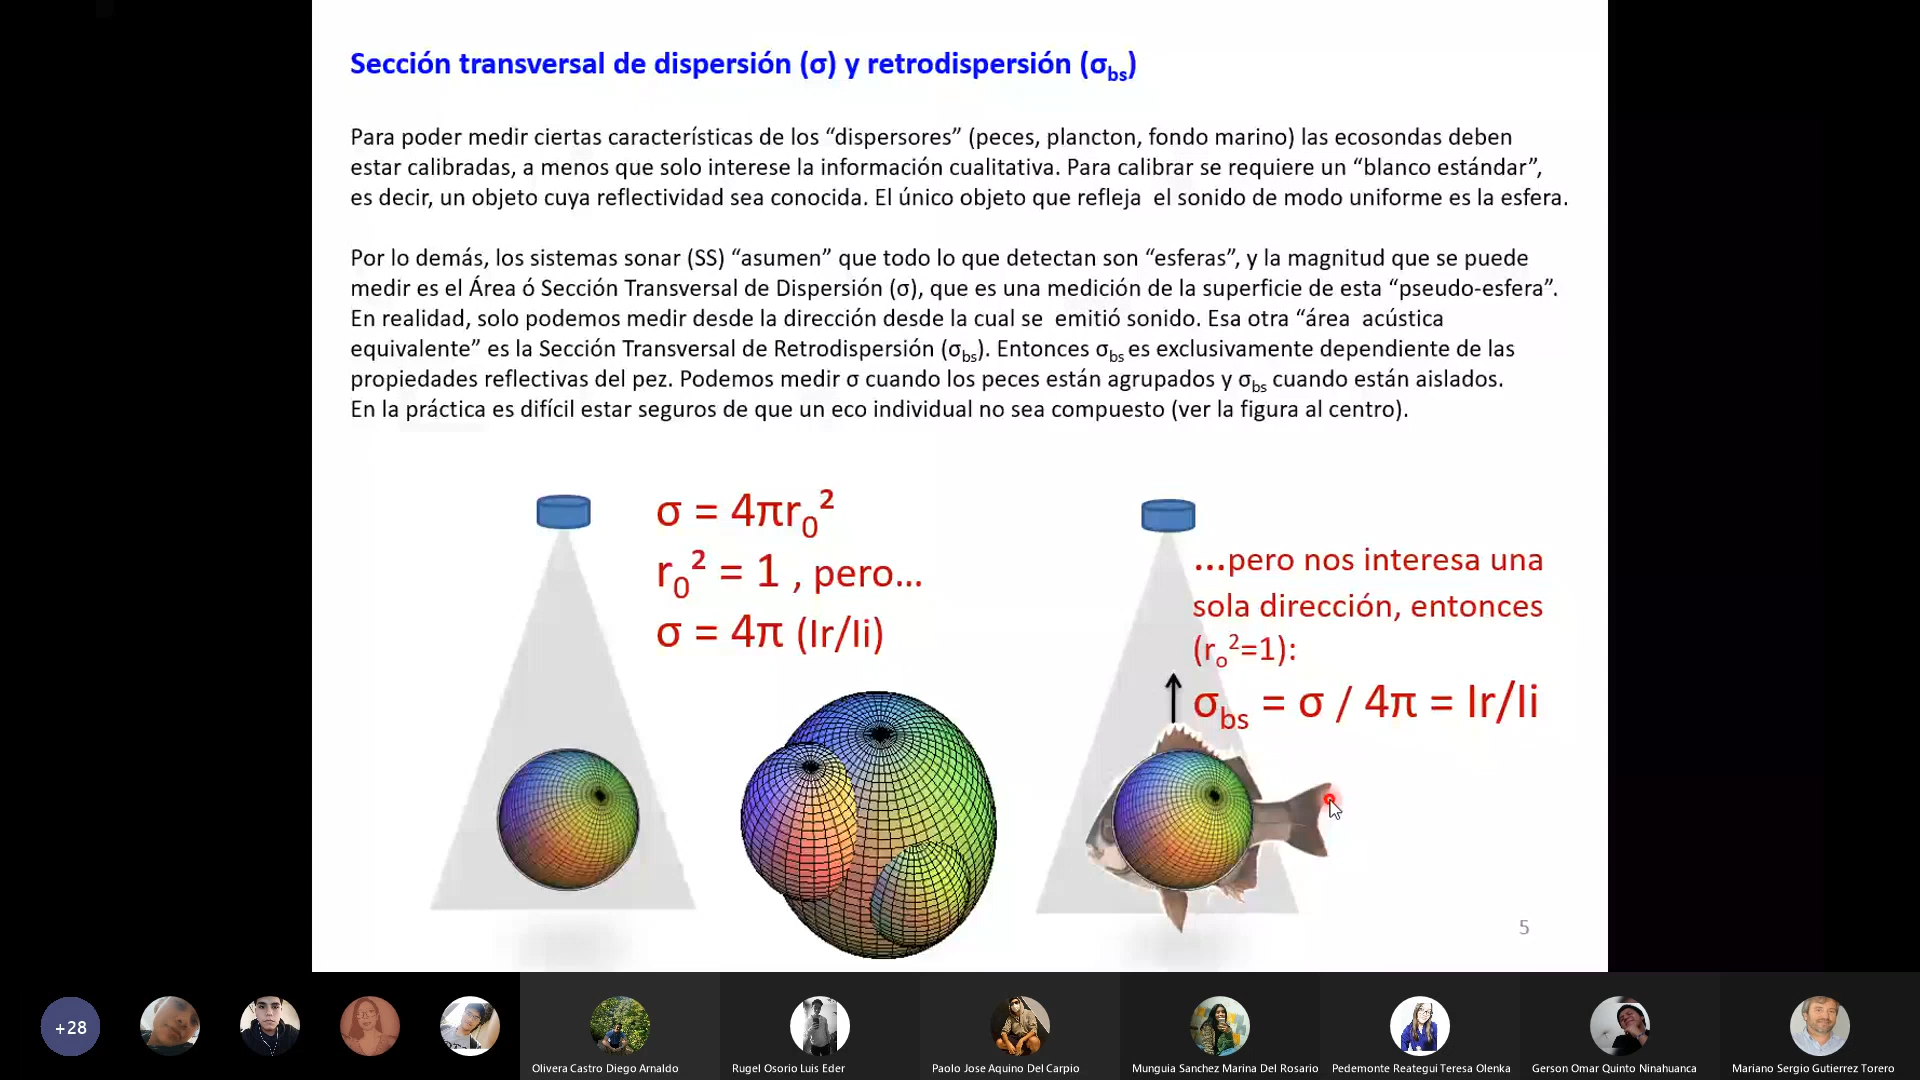 Sección transversal de dispersión (σ) y retrodispersión (σbs)
Para poder medir ciertas características de los “dispersores” (peces, plancton, fondo marino) las ecosondas deben
estar calibradas, a menos que solo interese la información cualitativa. Para calibrar se requiere un “blanco estándar”,
es decir, un objeto cuya reflectividad sea conocida. El único objeto que refleja el sonido de modo uniforme es la esfera.
Por lo demás, los sistemas sonar (SS) “asumen” que todo lo que detectan son “esferas”, y la magnitud que se puede
medir es el Área ó Sección Transversal de Dispersión (σ), que es una medición de la superficie de esta “pseudo-esfera”.
En realidad, solo podemos medir desde la dirección desde la cual se emitió sonido. Esa otra “área acústica
equivalente” es la Sección Transversal de Retrodispersión (σbs). Entonces σbs es exclusivamente dependiente de las
propiedades reflectivas del pez. Podemos medir σ cuando los peces están agrupados y σbs cuando están aislados.
En la práctica es difícil estar seguros de que un eco individual no sea compuesto (ver la figura al centro).
σ = 4πr₀²
r₀² = 1 , pero...
σ = 4π (Ir/Ii)
...pero nos interesa una
sola dirección, entonces
(ro²=1):
σbs = σ / 4π = Ir/Ii
5
+28
Olivera Castro Diego Arnaldo
Rugel Osorio Luis Eder
Paolo Jose Aquino Del Carpio
Munguia Sanchez Marina Del Rosario
Pedemonte Reategui Teresa Olenka
Gerson Omar Quinto Ninahuanca
Mariano Sergio Gutierrez Torero